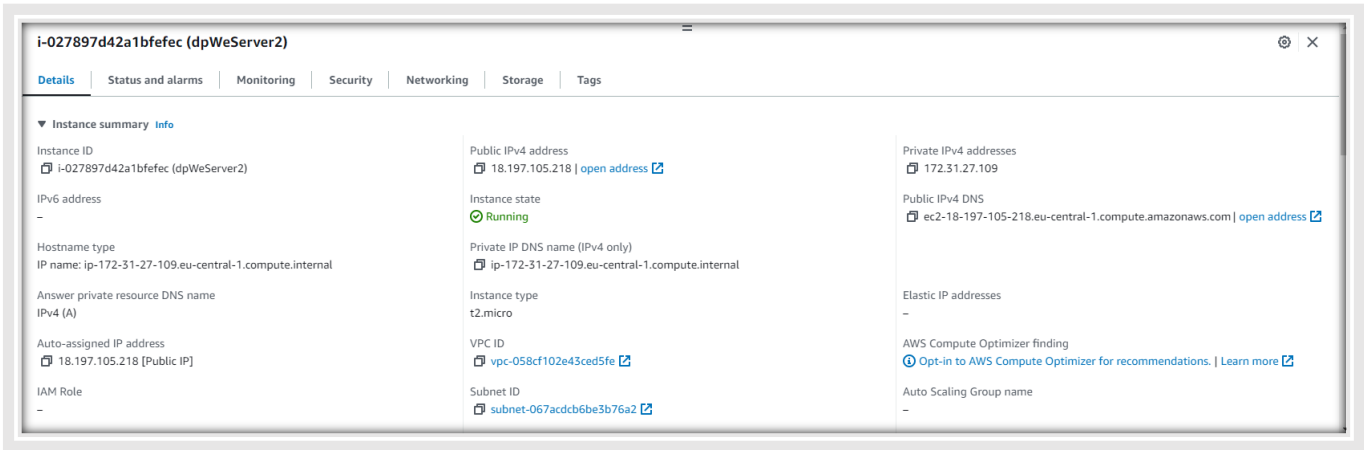 i-027897d42a1bfefec (dpWeServer2)
Details
Status and alarms
Monitoring
Security
Networking
Storage
Tags
Instance summary Info
Instance ID
i-027897d42a1bfefec (dpWeServer2)
Public IPv4 address
18.197.105.218 | open address
Private IPv4 addresses
172.31.27.109
IPv6 address
–
Instance state
Running
Public IPv4 DNS
ec2-18-197-105-218.eu-central-1.compute.amazonaws.com | open address
Hostname type
IP name: ip-172-31-27-109.eu-central-1.compute.internal
Private IP DNS name (IPv4 only)
ip-172-31-27-109.eu-central-1.compute.internal
Answer private resource DNS name
IPv4 (A)
Instance type
t2.micro
Elastic IP addresses
–
Auto-assigned IP address
18.197.105.218 [Public IP]
VPC ID
vpc-058cf102e43ced5fe
AWS Compute Optimizer finding
Opt-in to AWS Compute Optimizer for recommendations. | Learn more
IAM Role
–
Subnet ID
subnet-067acdcb6be3b76a2
Auto Scaling Group name
–